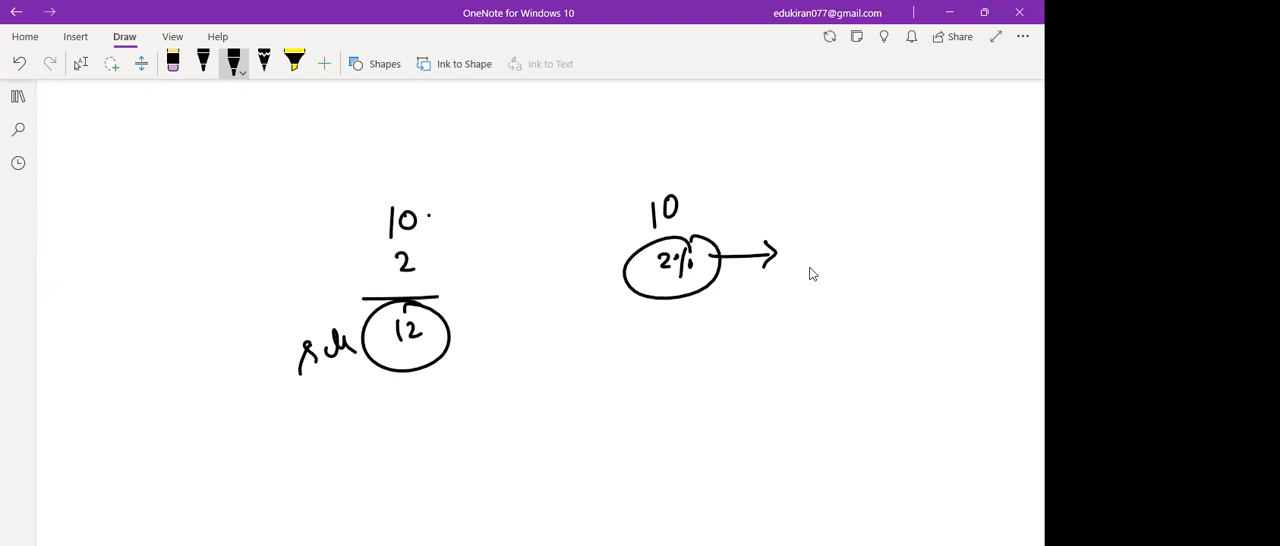 OneNote for Windows 10
edukiran077@gmail.com
Home Insert Draw View Help
Share
Shapes Ink to Shape Ink to Text
10
2
12
10
2%